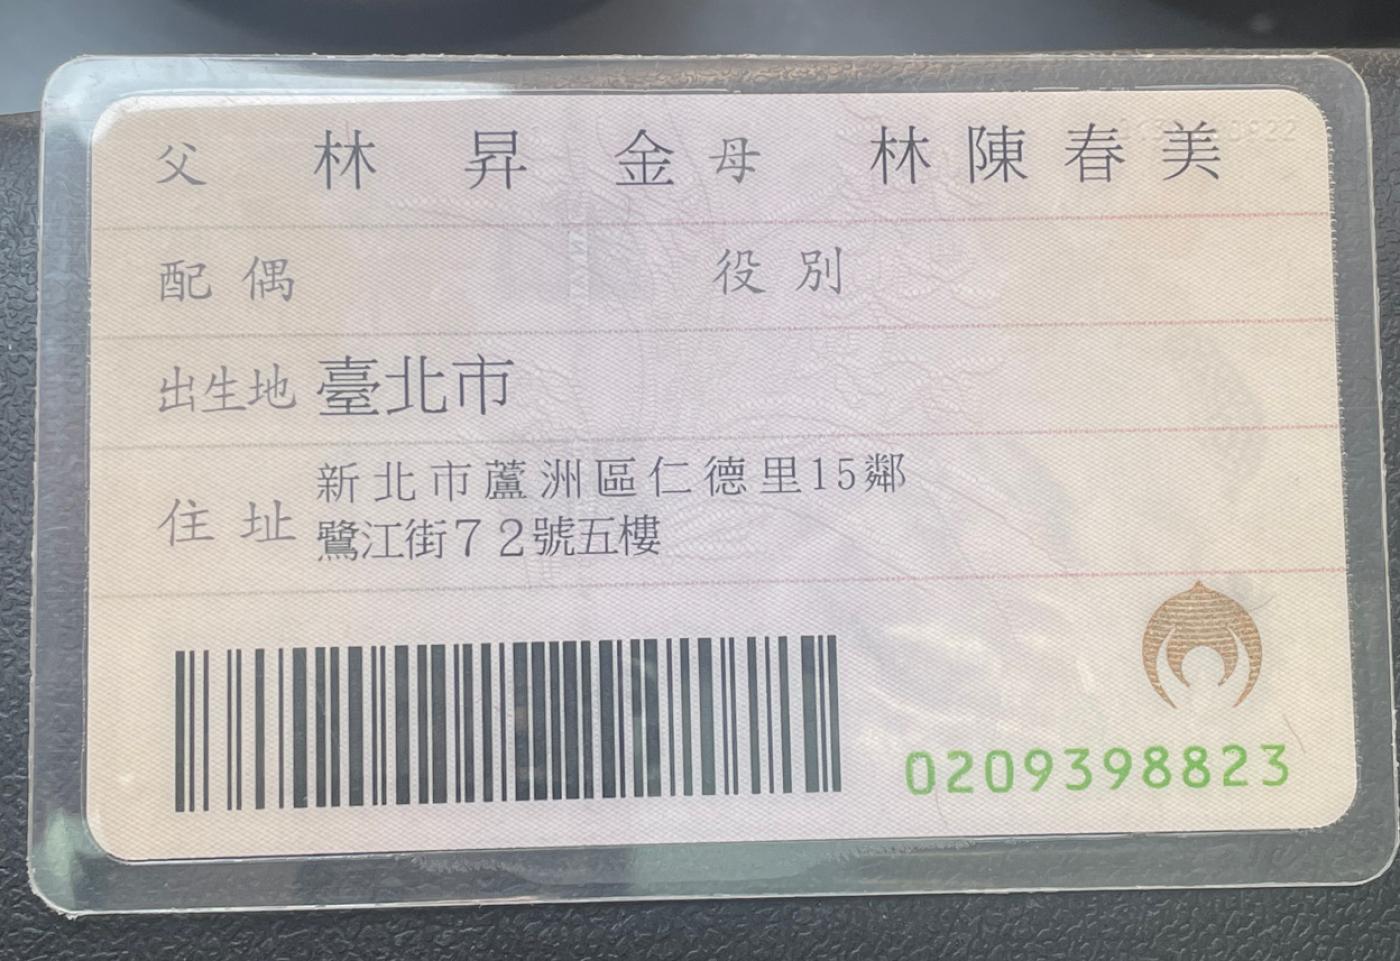 父 林昇金 母 林陳春美
配偶 役別
出生地 臺北市
住址 新北市蘆洲區仁德里15鄰
鷺江街72號五樓
0209398823